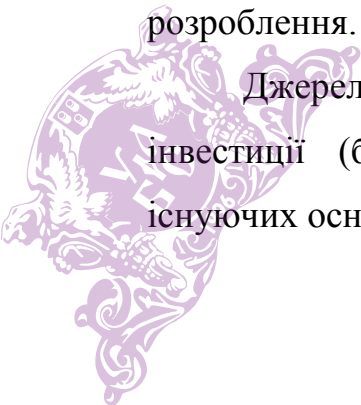 розроблення.
Джерел
інвестиції (б
існуючих осн